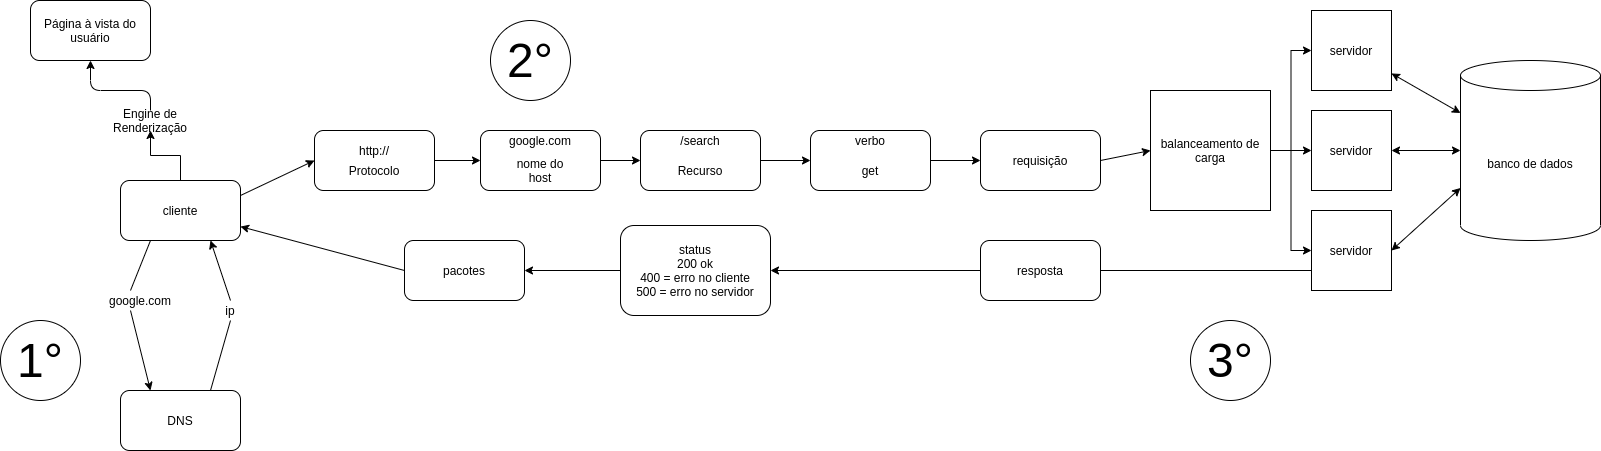 Página à vista do
usuário
2°
Engine de
Renderização
http://
Protocolo
google.com
nome do
host
/search
Recurso
verbo
get
requisição
balanceamento de
carga
servidor
servidor
servidor
banco de dados
cliente
pacotes
status
200 ok
400 = erro no cliente
500 = erro no servidor
resposta
google.com
ip
1°
3°
DNS